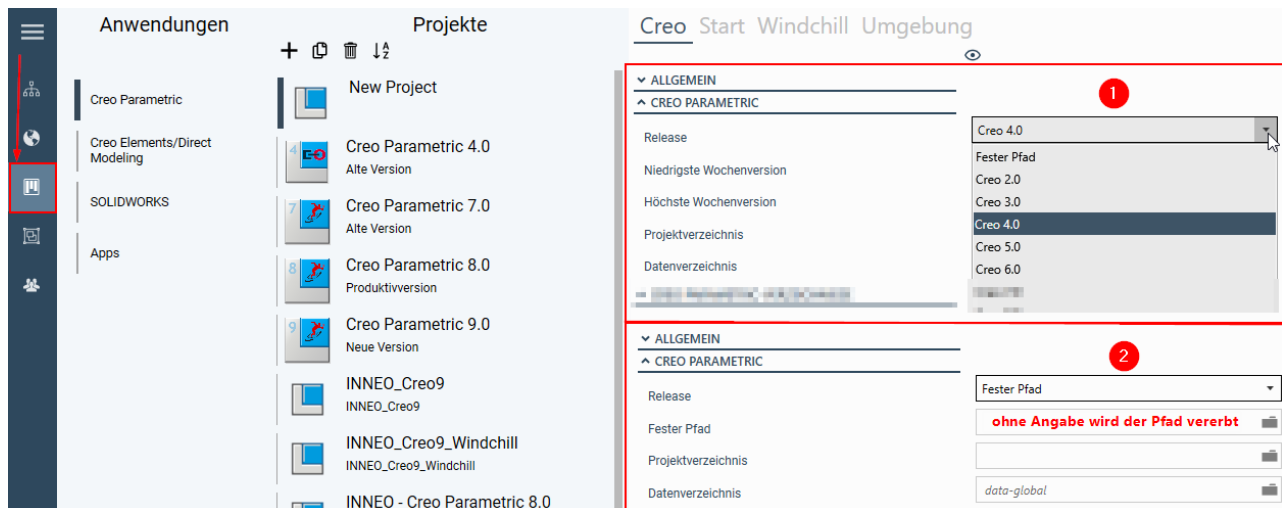 Anwendungen
Creo Parametric
Creo Elements/Direct
Modeling
SOLIDWORKS
Apps
Projekte
New Project
4
Creo Parametric 4.0
Alte Version
7
Creo Parametric 7.0
Alte Version
8
Creo Parametric 8.0
Produktivversion
9
Creo Parametric 9.0
Neue Version
INNEO_Creo9
INNEO_Creo9
INNEO_Creo9_Windchill
INNEO_Creo9_Windchill
INNEO - Creo Parametric 8.0
Creo Start Windchill Umgebung
ALLGEMEIN
1
CREO PARAMETRIC
Release
Creo 4.0
Fester Pfad
Niedrigste Wochenversion
Creo 2.0
Höchste Wochenversion
Creo 3.0
Creo 4.0
Projektverzeichnis
Creo 5.0
Datenverzeichnis
Creo 6.0
ALLGEMEIN
2
CREO PARAMETRIC
Release
Fester Pfad
Fester Pfad
ohne Angabe wird der Pfad vererbt
Projektverzeichnis
Datenverzeichnis
data-global